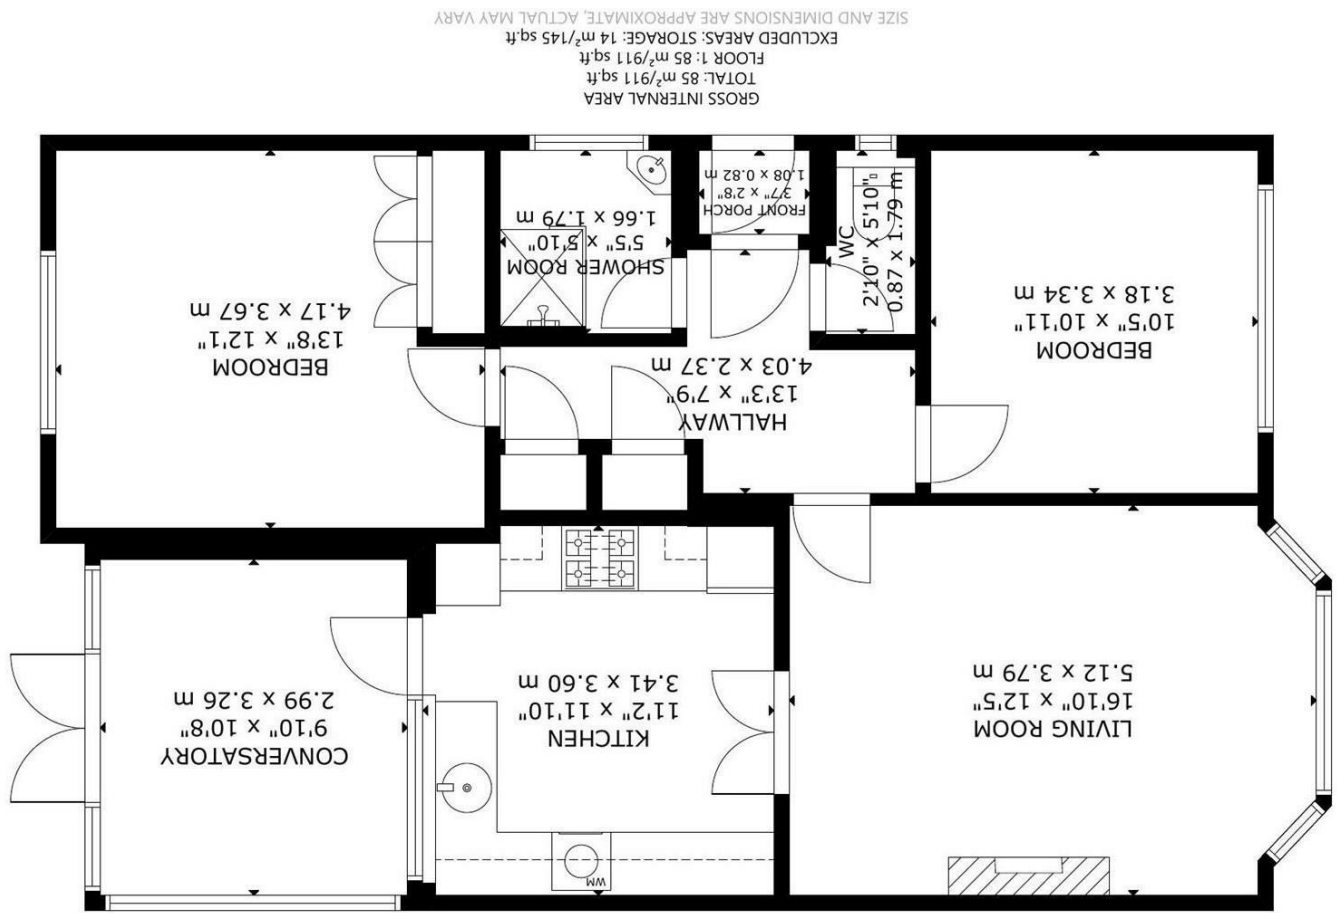 WM
LIVING ROOM
16'10" x 12'5"
5.12 x 3.79 m
KITCHEN
11'2" x 11'10"
3.41 x 3.60 m
CONVERSATORY
9'10" x 10'8"
2.99 x 3.26 m
BEDROOM
10'5" x 10'11"
3.18 x 3.34 m
HALLWAY
13'3" x 7'9"
4.03 x 2.37 m
BEDROOM
13'8" x 12'1"
4.17 x 3.67 m
WC
2'10" x 5'10"
0.87 x 1.79 m
FRONT PORCH
3'7" x 2'8"
1.08 x 0.82 m
SHOWER ROOM
5'5" x 5'10"
1.66 x 1.79 m
GROSS INTERNAL AREA
TOTAL: 85 m²/911 sq.ft
FLOOR 1: 85 m²/911 sq.ft
EXCLUDED AREAS: STORAGE: 14 m²/145 sq.ft
SIZE AND DIMENSIONS ARE APPROXIMATE, ACTUAL MAY VARY